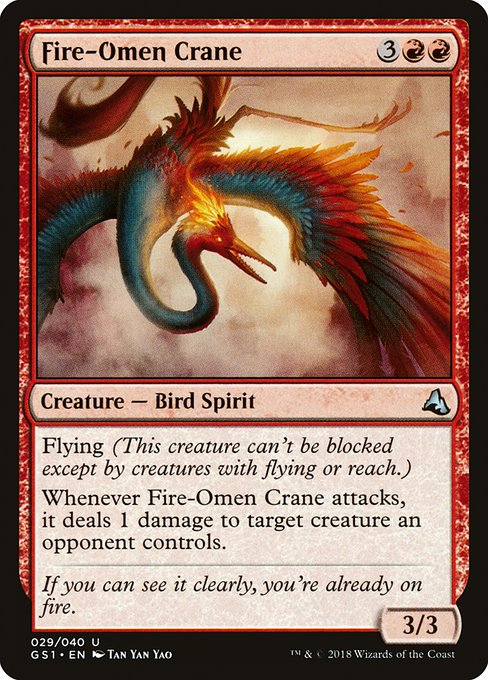 Fire-Omen Crane 3
Creature — Bird Spirit
Flying (This creature can't be blocked
except by creatures with flying or reach.)
Whenever Fire-Omen Crane attacks,
it deals 1 damage to target creature an
opponent controls.
If you can see it clearly, you're already on
fire.
3/3
029/040 U
GS1 • EN Tan Yan Yao
™ & © 2018 Wizards of the Coast